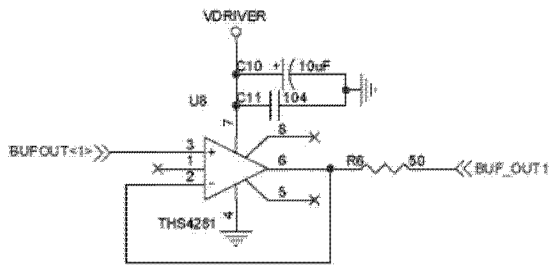 VDRIVER
C10 + 10uF
C11 104
U8
7
8
BUFOUT<1> 3 +
1
2 -
6
R6 50 BUF_OUT1
5
4
THS4281